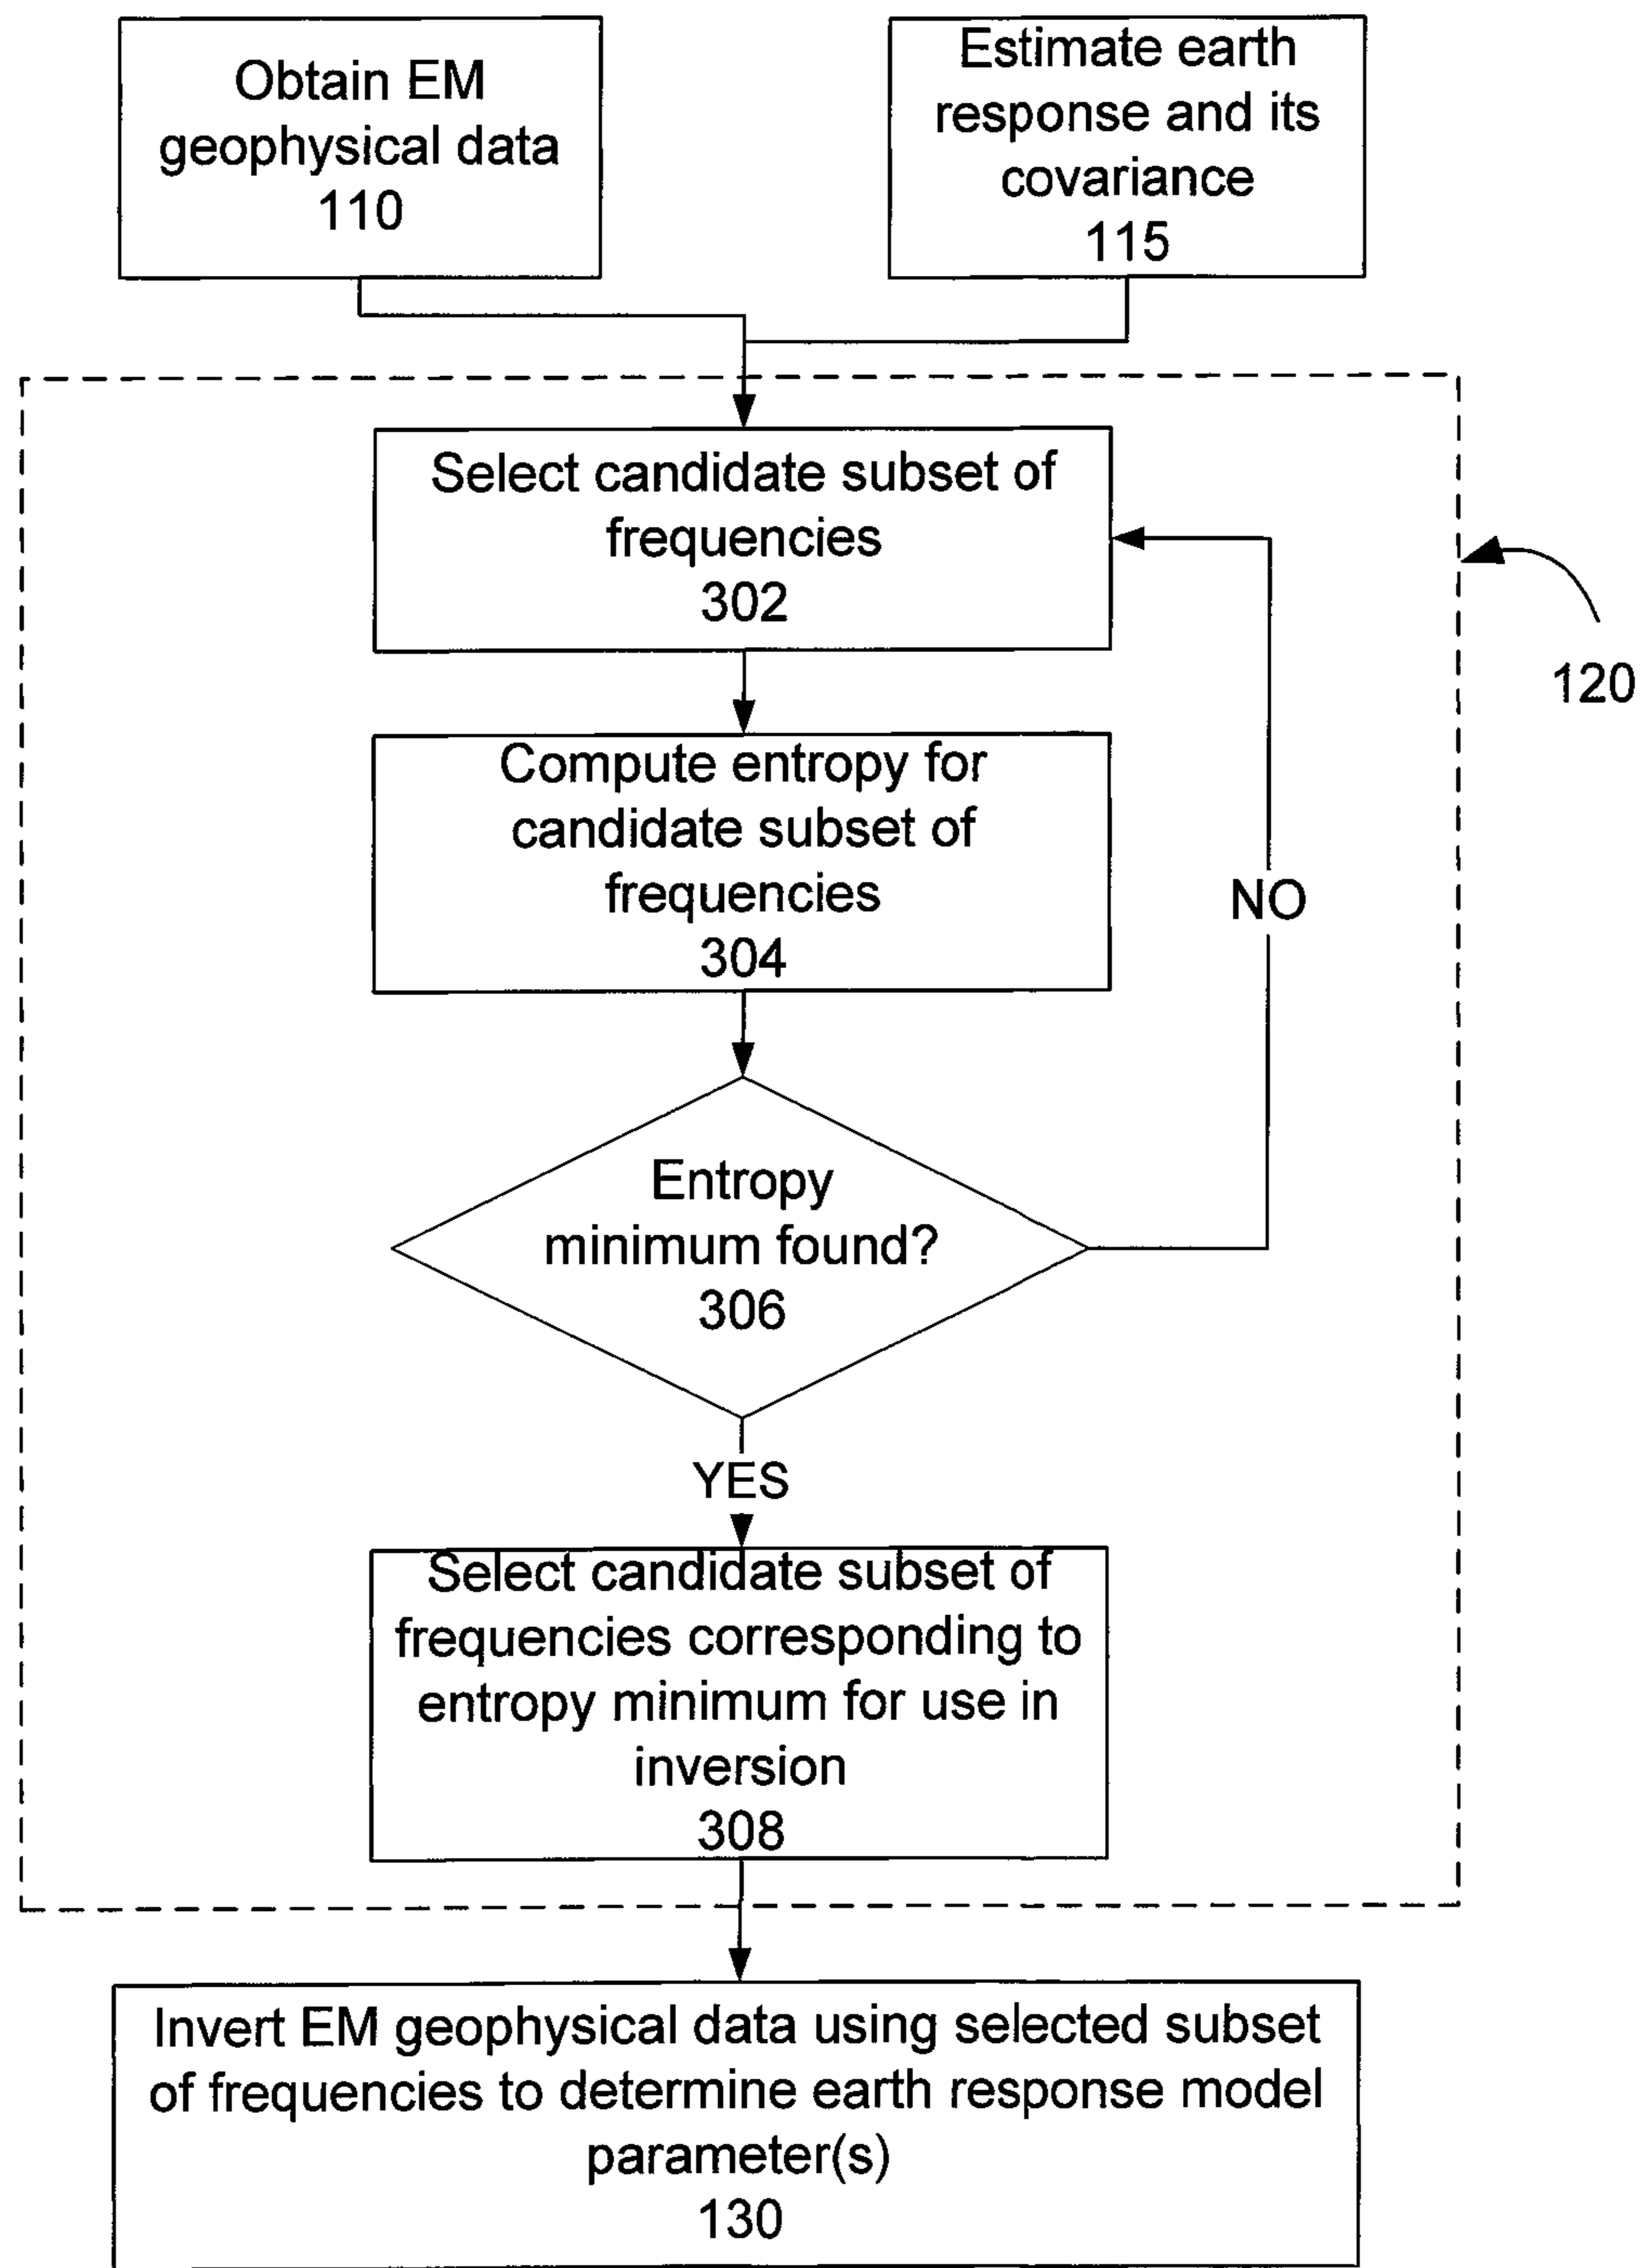 Obtain EM
geophysical data
110
Estimate earth
response and its
covariance
115
Select candidate subset of
frequencies
302
120
Compute entropy for
candidate subset of
frequencies
304
NO
Entropy
minimum found?
306
YES
Select candidate subset of
frequencies corresponding to
entropy minimum for use in
inversion
308
Invert EM geophysical data using selected subset
of frequencies to determine earth response model
parameter(s)
130